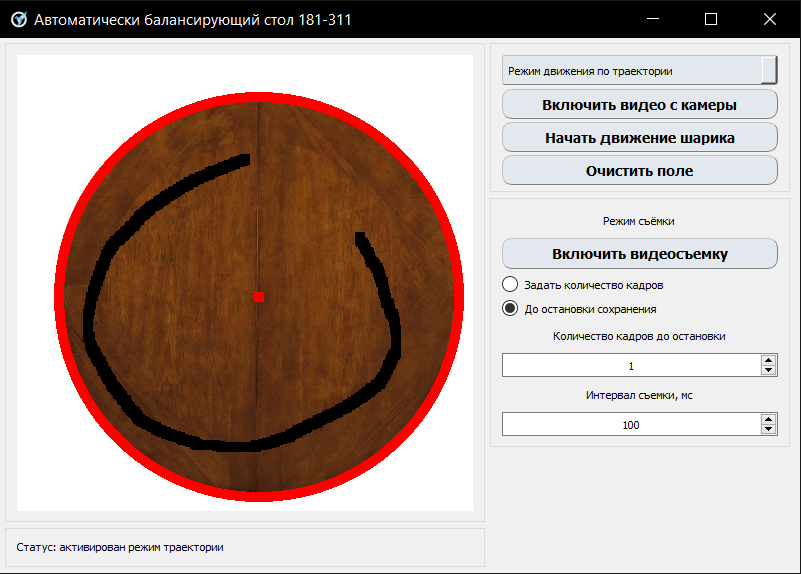 Автоматически балансирующий стол 181-311
Режим движения по траектории
Включить видео с камеры
Начать движение шарика
Очистить поле
Режим съёмки
Включить видеосъемку
Задать количество кадров
До остановки сохранения
Количество кадров до остановки
1
Интервал съемки, мс
100
Статус: активирован режим траектории